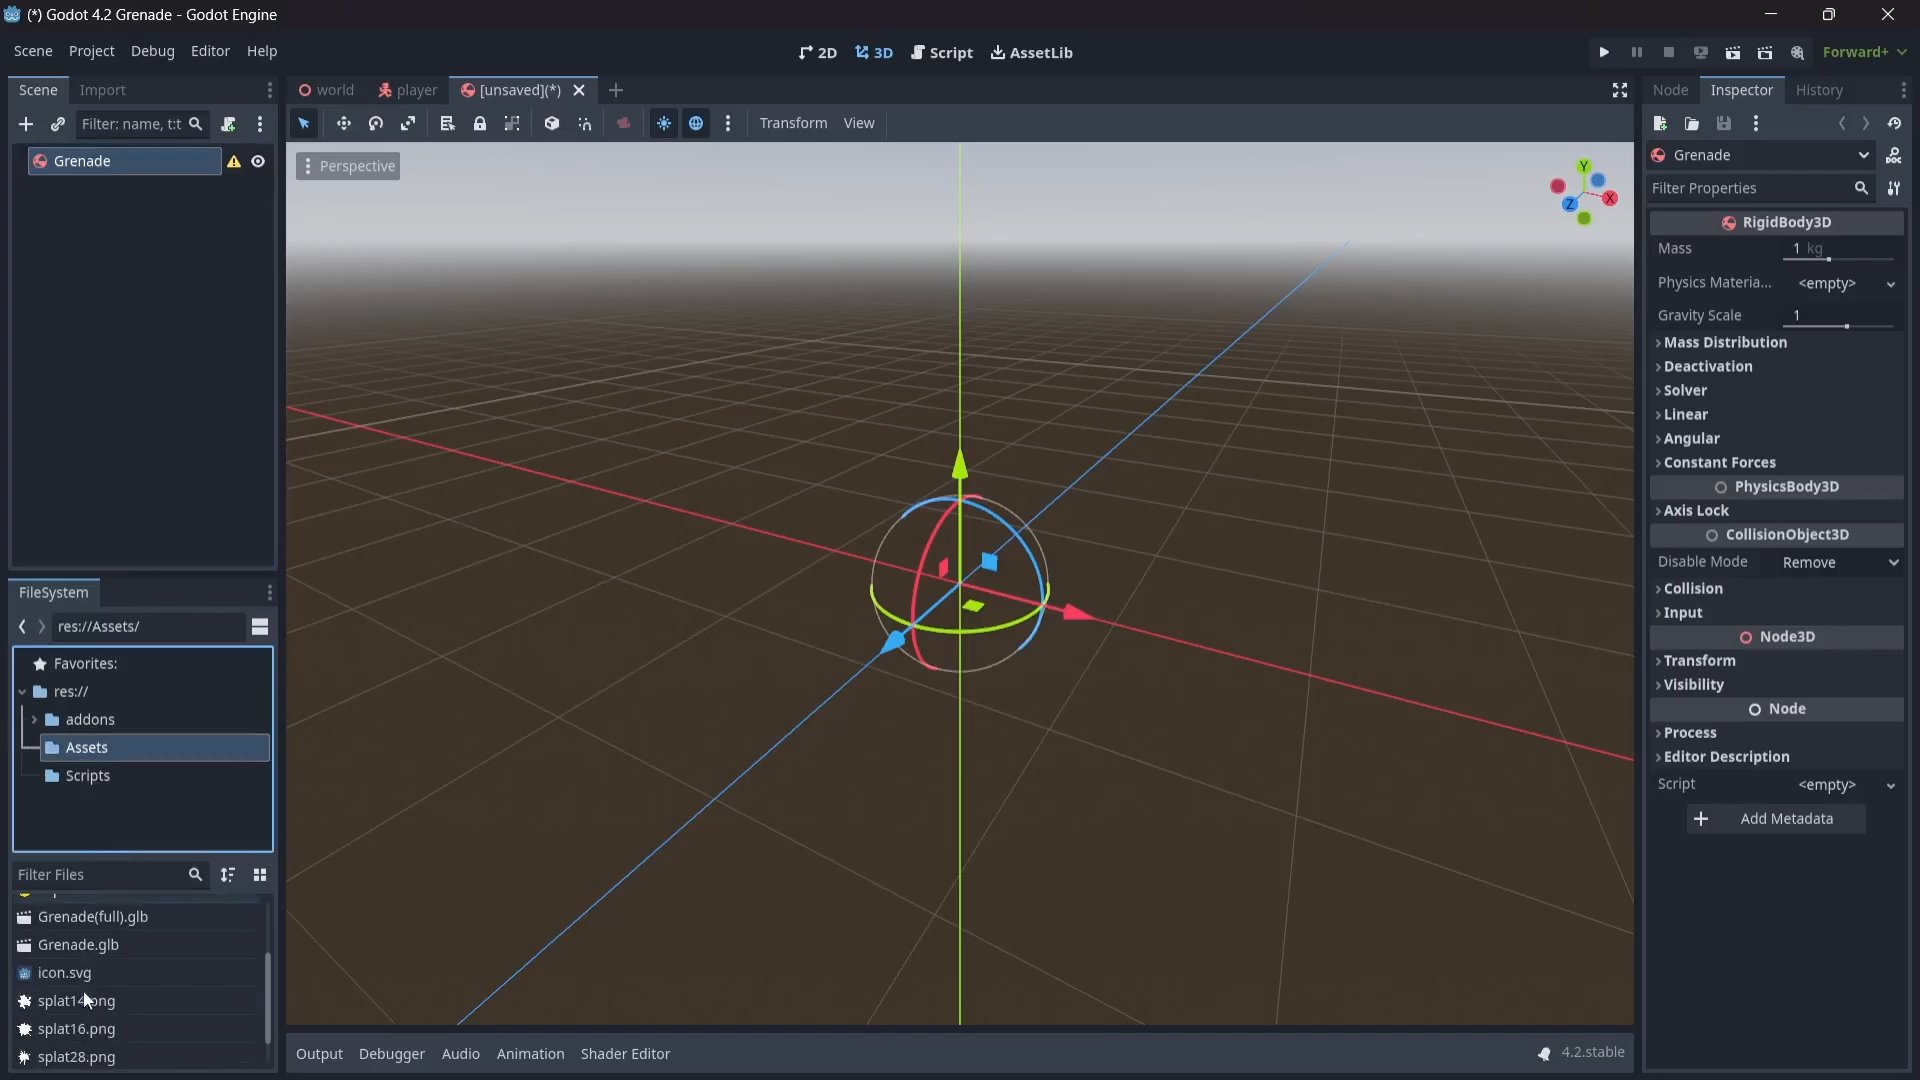 (*) Godot 4.2 Grenade - Godot Engine
Scene Project Debug Editor Help
2D 3D Script AssetLib
Forward+
Scene Import
world player [unsaved](*)
Node Inspector History
Filter: name, t:t
Transform View
Grenade
Perspective
Y
X
Z
Grenade
Filter Properties
RigidBody3D
Mass 1 kg
Physics Materia... <empty>
Gravity Scale 1
Mass Distribution
Deactivation
Solver
Linear
Angular
Constant Forces
PhysicsBody3D
Axis Lock
CollisionObject3D
Disable Mode Remove
Collision
Input
Node3D
Transform
Visibility
Node
Process
Editor Description
Script <empty>
Add Metadata
FileSystem
res://Assets/
Favorites:
res://
addons
Assets
Scripts
Filter Files
Grenade(full).glb
Grenade.glb
icon.svg
splat14.png
splat16.png
splat28.png
Output Debugger Audio Animation Shader Editor
4.2.stable